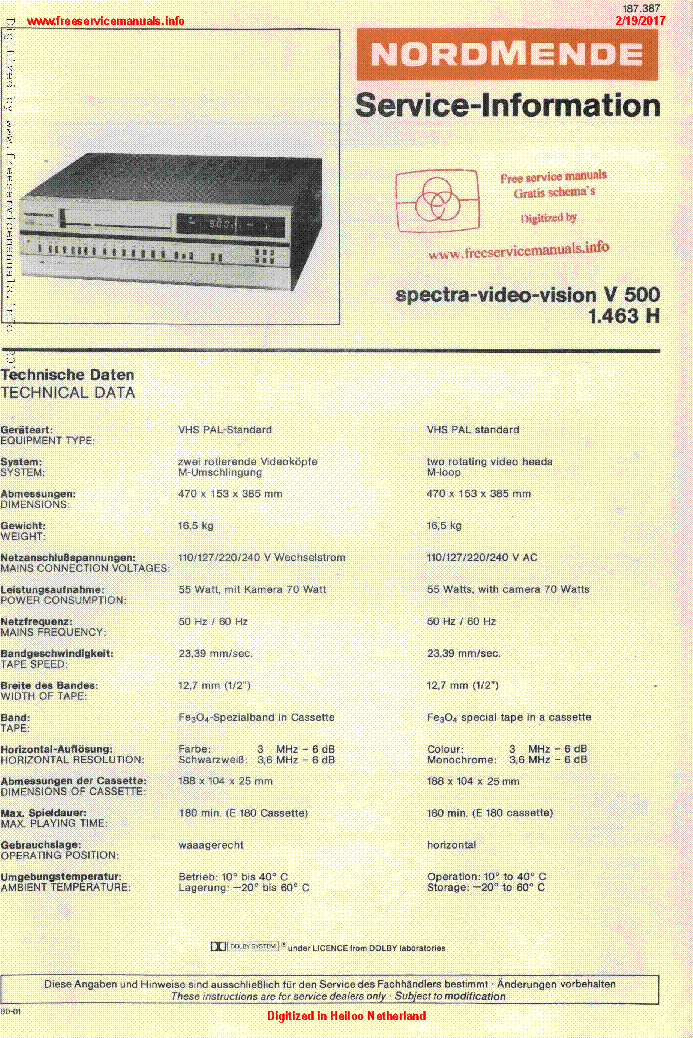 187.387
www.freeservicemanuals.info
2/19/2017
NORDMENDE
Service-Information
Free service manuals
Gratis schema's
Digitized by
www.freeservicemanuals.info
spectra-video-vision V 500
1.463 H
Technische Daten
TECHNICAL DATA
Geräteart: VHS PAL-Standard VHS PAL standard
EQUIPMENT TYPE:
System: zwei rotierende Videoköpfe two rotating video heads
SYSTEM: M-Umschlingung M-loop
Abmessungen: 470 x 153 x 385 mm 470 x 153 x 385 mm
DIMENSIONS:
Gewicht: 16,5 kg 16,5 kg
WEIGHT:
Netzanschlußspannungen: 110/127/220/240 V Wechselstrom 110/127/220/240 V AC
MAINS CONNECTION VOLTAGES:
Leistungsaufnahme: 55 Watt, mit Kamera 70 Watt 55 Watts, with camera 70 Watts
POWER CONSUMPTION:
Netzfrequenz: 50 Hz / 60 Hz 50 Hz / 60 Hz
MAINS FREQUENCY:
Bandgeschwindigkeit: 23,39 mm/sec. 23,39 mm/sec.
TAPE SPEED:
Breite des Bandes: 12,7 mm (1/2") 12,7 mm (1/2")
WIDTH OF TAPE:
Band: Fe3O4-Spezialband in Cassette Fe3O4 special tape in a cassette
TAPE:
Horizontal-Auflösung: Farbe: 3 MHz – 6 dB Colour: 3 MHz – 6 dB
HORIZONTAL RESOLUTION: Schwarzweiß: 3,6 MHz – 6 dB Monochrome: 3,6 MHz – 6 dB
Abmessungen der Cassette: 188 x 104 x 25 mm 188 x 104 x 25 mm
DIMENSIONS OF CASSETTE:
Max. Spieldauer: 180 min. (E 180 Cassette) 180 min. (E 180 cassette)
MAX. PLAYING TIME:
Gebrauchslage: waaagerecht horizontal
OPERATING POSITION:
Umgebungstemperatur: Betrieb: 10° bis 40° C Operation: 10° to 40° C
AMBIENT TEMPERATURE: Lagerung: –20° bis 60° C Storage: –20° to 60° C
DOLBY SYSTEM ® under LICENCE from DOLBY laboratories
Diese Angaben und Hinweise sind ausschließlich für den Service des Fachhändlers bestimmt · Änderungen vorbehalten
These instructions are for service dealers only · Subject to modification
80-01
Digitized in Heiloo Netherland